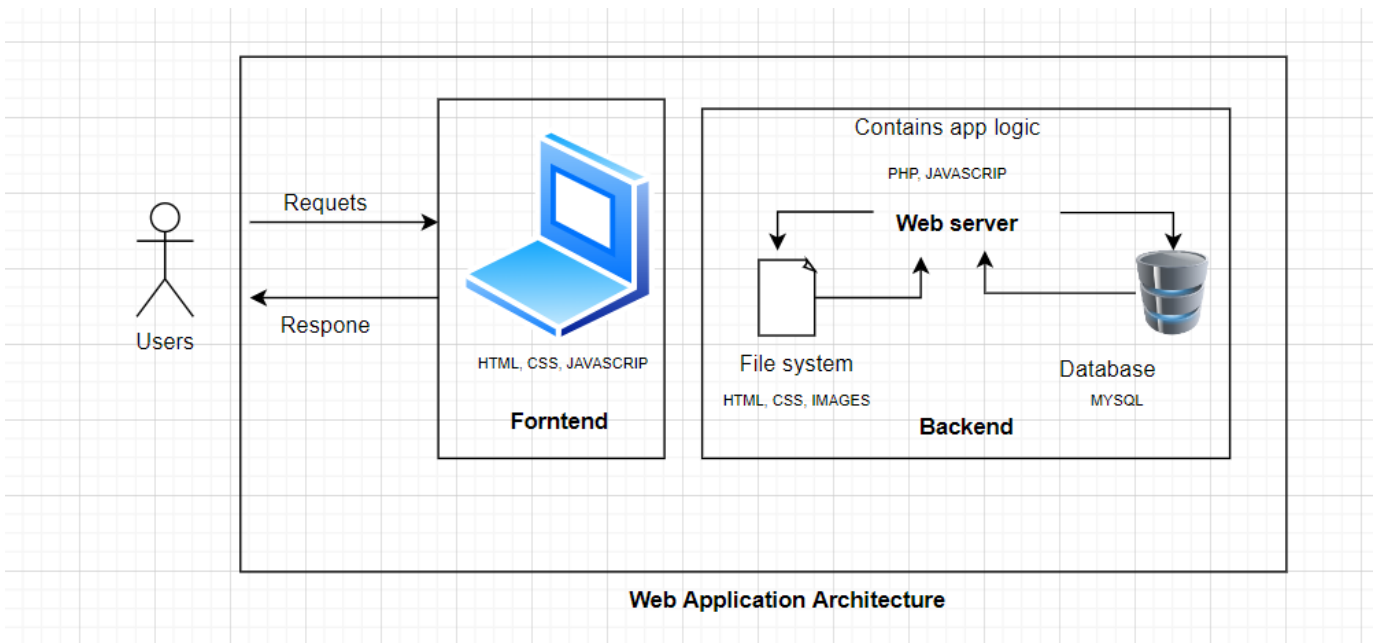 Contains app logic
PHP, JAVASCRIP
Requets
Web server
Respone
Users
HTML, CSS, JAVASCRIP
Forntend
File system
HTML, CSS, IMAGES
Database
MYSQL
Backend
Web Application Architecture